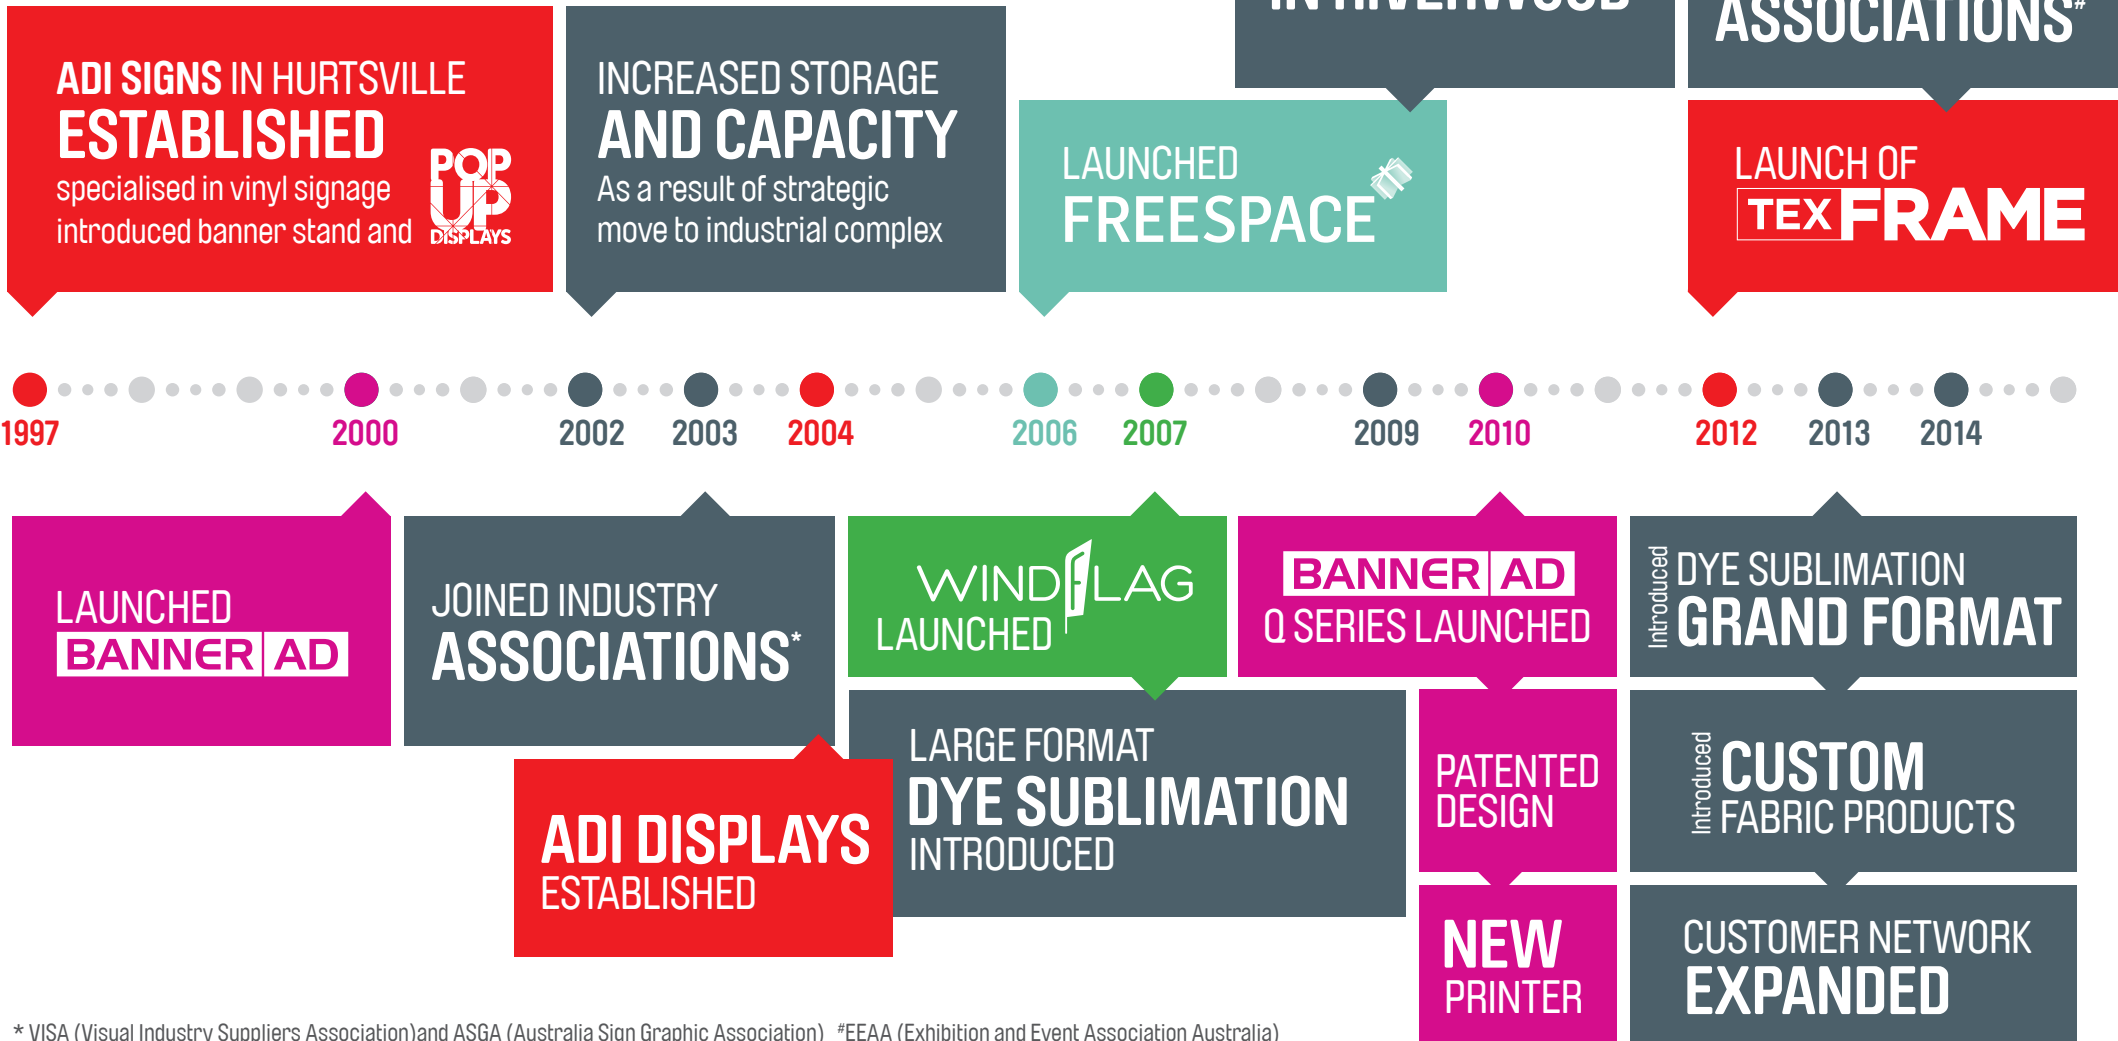 IN RIVERWOOD
ASSOCIATIONS#
ADI SIGNS IN HURTSVILLE
ESTABLISHED
specialised in vinyl signage
introduced banner stand and
POP
UP
DISPLAYS
INCREASED STORAGE
AND CAPACITY
As a result of strategic
move to industrial complex
LAUNCHED
FREESPACE
LAUNCH OF
TEX FRAME
1997
2000
2002
2003
2004
2006
2007
2009
2010
2012
2013
2014
LAUNCHED
BANNER AD
JOINED INDUSTRY
ASSOCIATIONS*
ADI DISPLAYS
ESTABLISHED
WINDFLAG
LAUNCHED
LARGE FORMAT
DYE SUBLIMATION
INTRODUCED
BANNER AD
Q SERIES LAUNCHED
PATENTED
DESIGN
NEW
PRINTER
Introduced
DYE SUBLIMATION
GRAND FORMAT
Introduced
CUSTOM
FABRIC PRODUCTS
CUSTOMER NETWORK
EXPANDED
* VISA (Visual Industry Suppliers Association)and ASGA (Australia Sign Graphic Association) #EEAA (Exhibition and Event Association Australia)